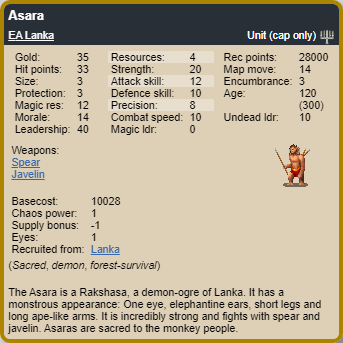 Asara
EA Lanka Unit (cap only)
Gold: 35 Resources: 4 Rec points: 28000
Hit points: 33 Strength: 20 Map move: 14
Size: 3 Attack skill: 12 Encumbrance: 3
Protection: 3 Defence skill: 10 Age: 120
Magic res: 12 Precision: 8 (300)
Morale: 14 Combat speed: 10 Undead ldr: 10
Leadership: 40 Magic ldr: 0
Weapons:
Spear
Javelin
Basecost: 10028
Chaos power: 1
Supply bonus: -1
Eyes: 1
Recruited from: Lanka
(Sacred, demon, forest-survival)
The Asara is a Rakshasa, a demon-ogre of Lanka. It has a
monstrous appearance: One eye, elephantine ears, short legs and
long ape-like arms. It is incredibly strong and fights with spear and
javelin. Asaras are sacred to the monkey people.